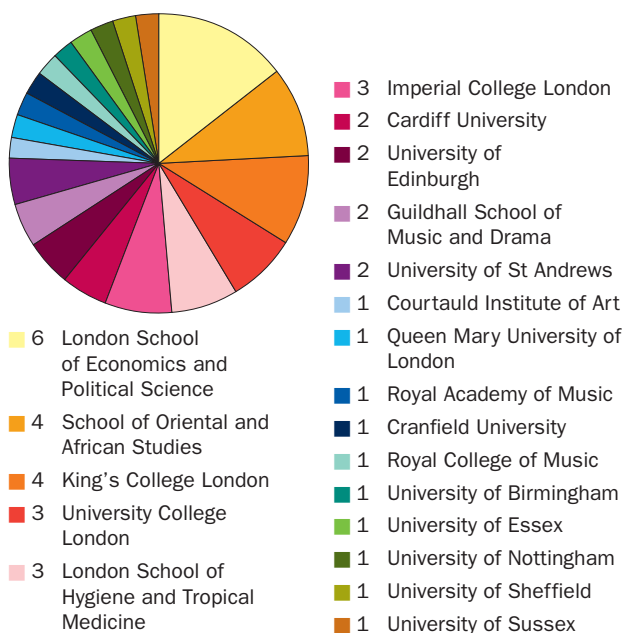 6 London School
of Economics and
Political Science
4 School of Oriental and
African Studies
4 King's College London
3 University College
London
3 London School of
Hygiene and Tropical
Medicine
3 Imperial College London
2 Cardiff University
2 University of
Edinburgh
2 Guildhall School of
Music and Drama
2 University of St Andrews
1 Courtauld Institute of Art
1 Queen Mary University of
London
1 Royal Academy of Music
1 Cranfield University
1 Royal College of Music
1 University of Birmingham
1 University of Essex
1 University of Nottingham
1 University of Sheffield
1 University of Sussex